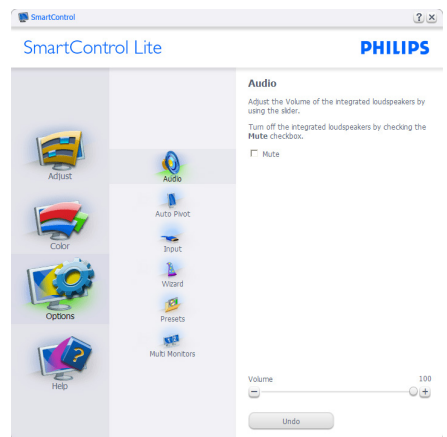 SmartControl
SmartControl Lite
PHILIPS
Adjust
Color
Options
Help
Audio
Auto Pivot
Input
Wizard
Presets
Multi Monitors
Audio
Adjust the Volume of the integrated loudspeakers by
using the slider.
Turn off the integrated loudspeakers by checking the
Mute checkbox.
Mute
Volume 100
Undo